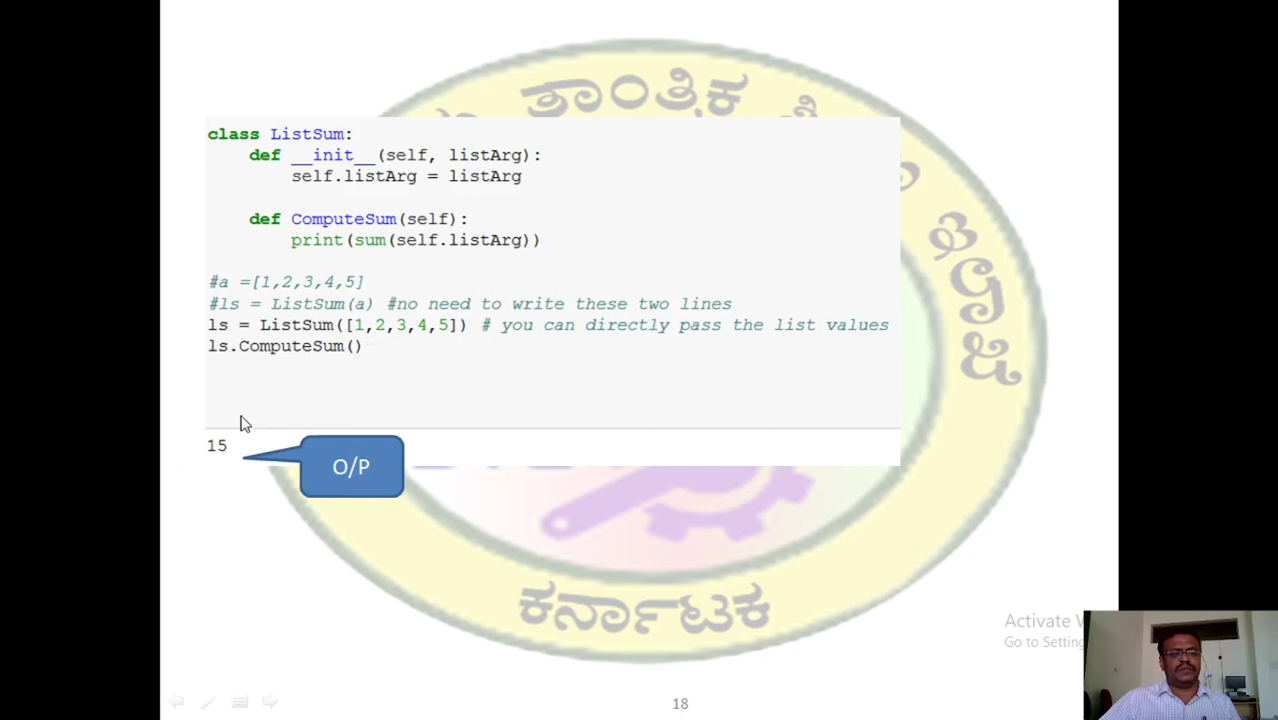 ತಾಂತ್ರಿಕ
class ListSum:
    def __init__(self, listArg):
        self.listArg = listArg
    def ComputeSum(self):
        print(sum(self.listArg))
#a =[1,2,3,4,5]
#ls = ListSum(a) #no need to write these two lines
ls = ListSum([1,2,3,4,5]) # you can directly pass the list values
ls.ComputeSum()
15
O/P
ಕರ್ನಾಟಕ
Activate
Go to Setting
18